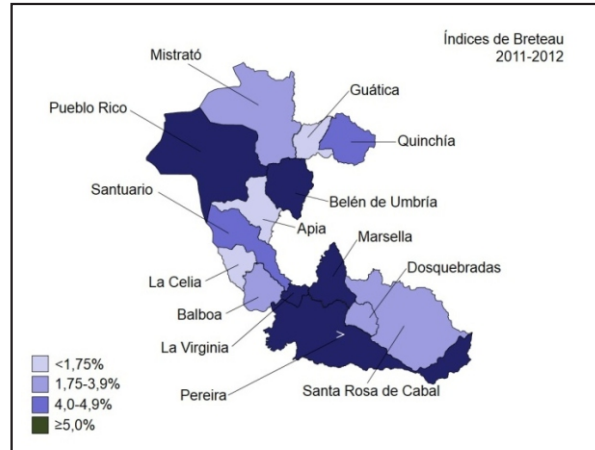 Índices de Breteau
2011-2012
Mistrató
Guática
Pueblo Rico
Quinchía
Santuario
Belén de Umbría
Apia
Marsella
Dosquebradas
La Celia
Balboa
La Virginia
Pereira
Santa Rosa de Cabal
<1,75%
1,75-3,9%
4,0-4,9%
≥5,0%